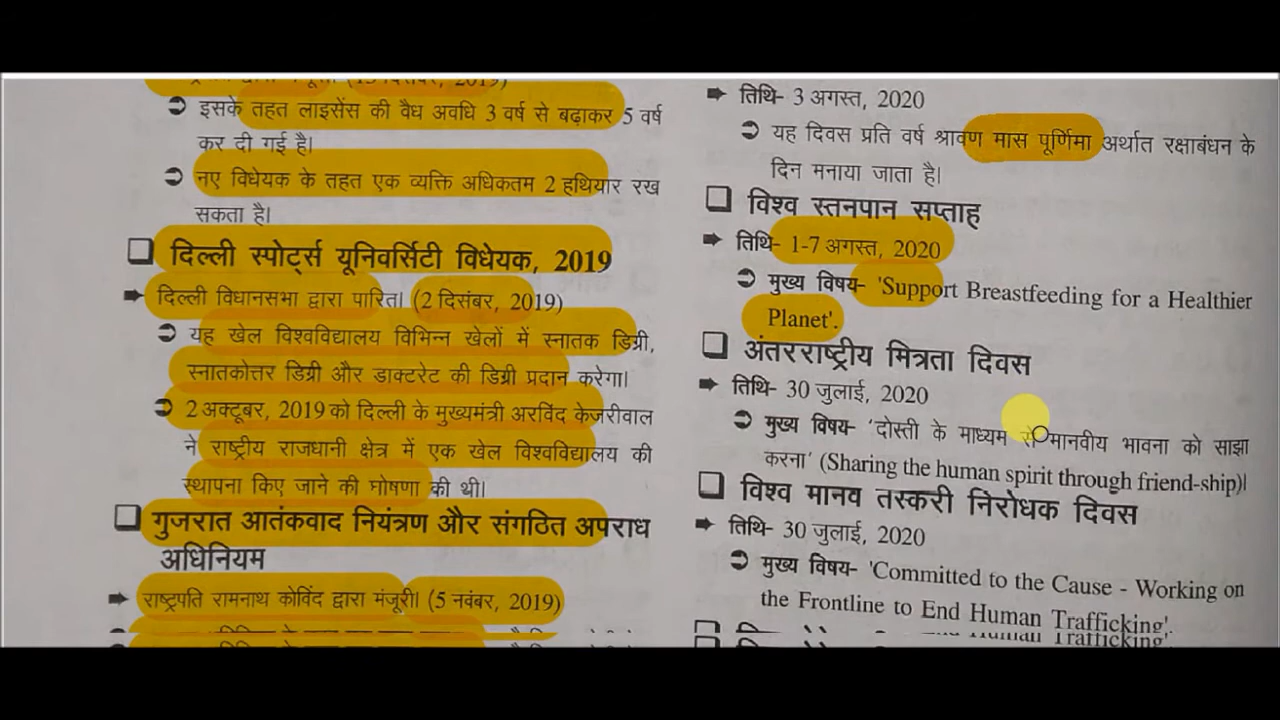 इसके तहत लाइसेंस की वैध अवधि 3 वर्ष से बढ़ाकर 5 वर्ष
कर दी गई है।
नए विधेयक के तहत एक व्यक्ति अधिकतम 2 हथियार रख
सकता है।
❑ दिल्ली स्पोर्ट्स यूनिवर्सिटी विधेयक, 2019
दिल्ली विधानसभा द्वारा पारित। (2 दिसंबर, 2019)
यह खेल विश्वविद्यालय विभिन्न खेलों में स्नातक डिग्री,
स्नातकोत्तर डिग्री और डाक्टरेट की डिग्री प्रदान करेगा।
2 अक्टूबर, 2019 को दिल्ली के मुख्यमंत्री अरविंद केजरीवाल
ने राष्ट्रीय राजधानी क्षेत्र में एक खेल विश्वविद्यालय की
स्थापना किए जाने की घोषणा की थी।
❑ गुजरात आतंकवाद नियंत्रण और संगठित अपराध
अधिनियम
राष्ट्रपति रामनाथ कोविंद द्वारा मंजूरी। (5 नवंबर, 2019)
तिथि- 3 अगस्त, 2020
यह दिवस प्रति वर्ष श्रावण मास पूर्णिमा अर्थात रक्षाबंधन के
दिन मनाया जाता है।
❑ विश्व स्तनपान सप्ताह
तिथि- 1-7 अगस्त, 2020
मुख्य विषय- 'Support Breastfeeding for a Healthier
Planet'.
❑ अंतरराष्ट्रीय मित्रता दिवस
तिथि- 30 जुलाई, 2020
मुख्य विषय- 'दोस्ती के माध्यम से मानवीय भावना को साझा
करना' (Sharing the human spirit through friend-ship)।
❑ विश्व मानव तस्करी निरोधक दिवस
तिथि- 30 जुलाई, 2020
मुख्य विषय- 'Committed to the Cause - Working on
the Frontline to End Human Trafficking'.